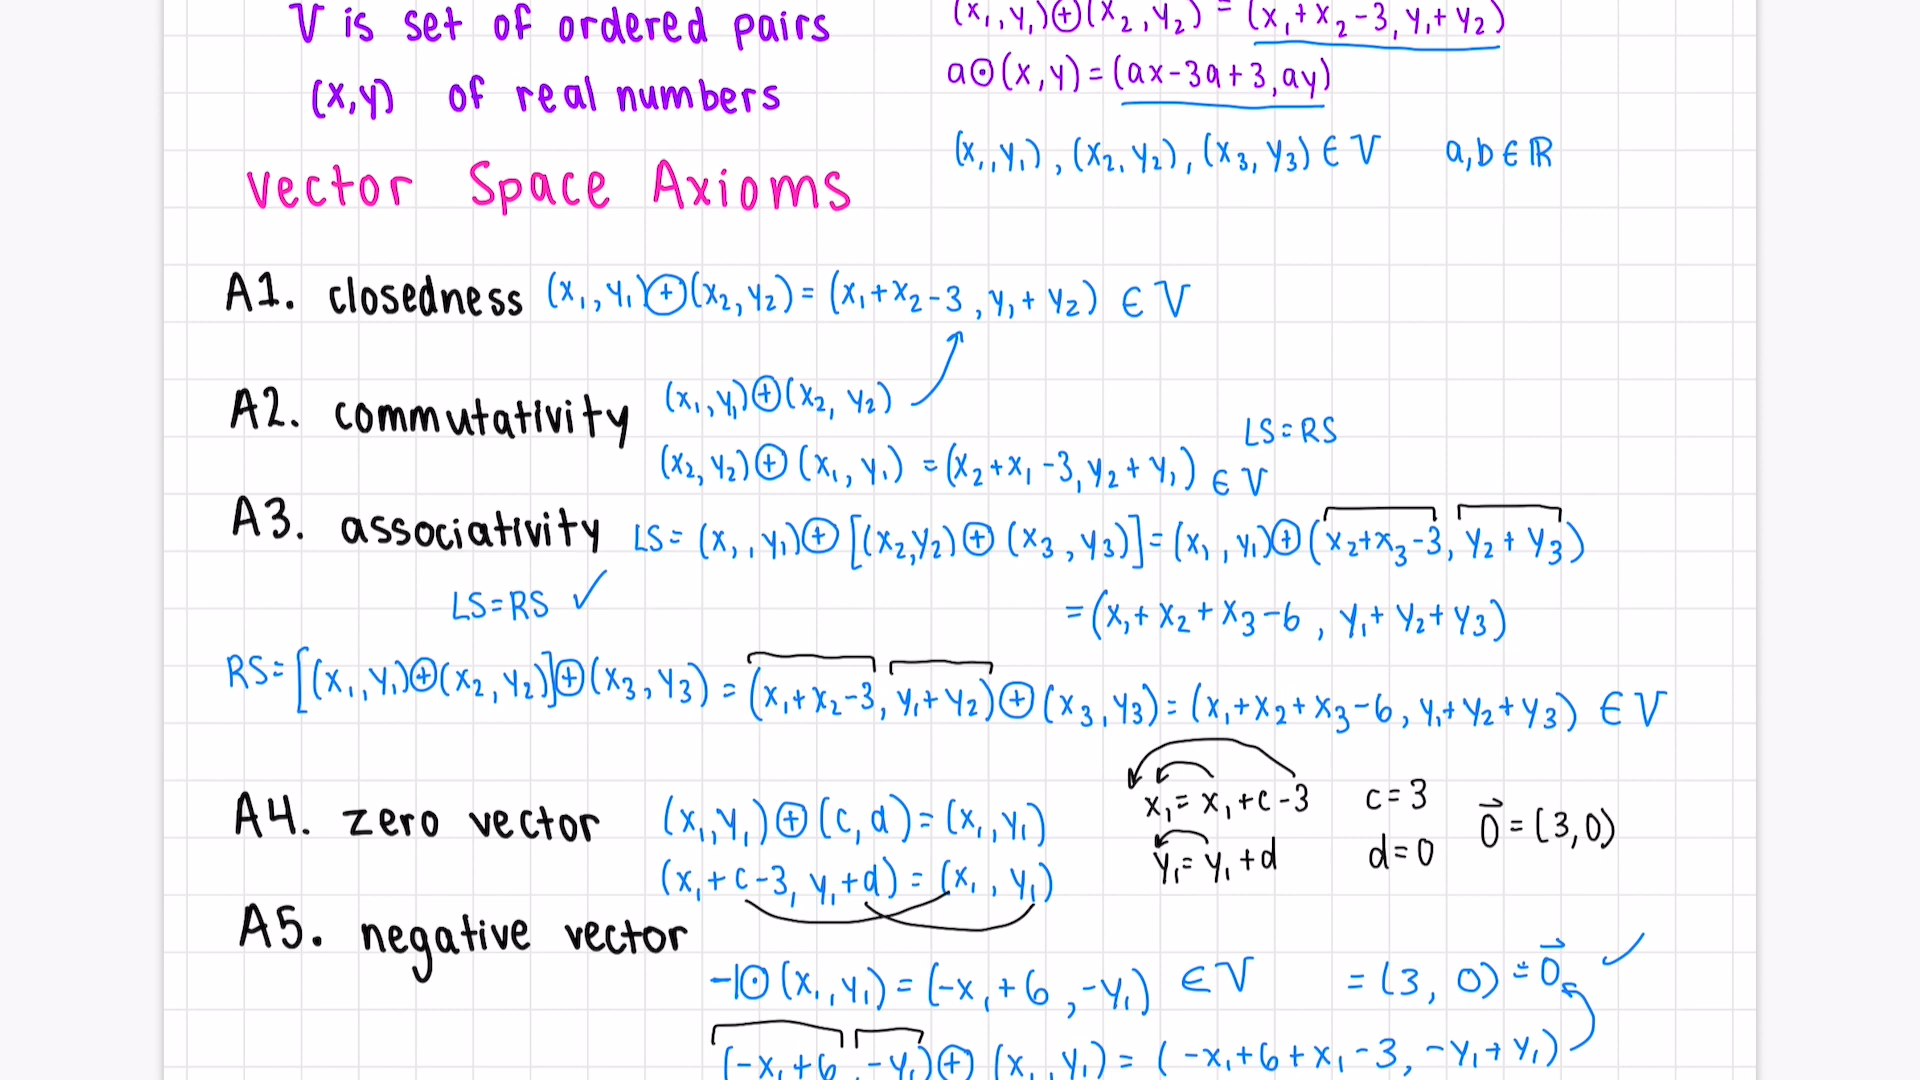 V is set of ordered pairs
(x,y) of real numbers
(x₁,y₁)⊕(x₂,y₂) = (x₁+x₂-3, y₁+y₂)
a⊙(x,y)=(ax-3a+3,ay)
(x₁,y₁), (x₂,y₂), (x₃,y₃) ∈ V a,b ∈ ℝ
Vector Space Axioms
A1. closedness (x₁,y₁)⊕(x₂,y₂)=(x₁+x₂-3,y₁+y₂) ∈ V
A2. commutativity (x₁,y₁)⊕(x₂,y₂)
LS=RS
(x₂,y₂)⊕(x₁,y₁) =(x₂+x₁-3,y₂+y₁) ∈ V
A3. associativity LS= (x₁,y₁)⊕[(x₂,y₂)⊕(x₃,y₃)]=(x₁,y₁)⊕(x₂+x₃-3, y₂+y₃)
LS=RS ✓ =(x₁+x₂+x₃-6, y₁+y₂+y₃)
RS=[(x₁,y₁)⊕(x₂,y₂)]⊕(x₃,y₃) = (x₁+x₂-3, y₁+y₂)⊕(x₃,y₃)= (x₁+x₂+x₃-6, y₁+y₂+y₃) ∈ V
A4. zero vector (x₁,y₁)⊕(c,d)=(x₁,y₁) x₁=x₁+c-3 c=3 0⃗=(3,0)
(x₁+c-3, y₁+d)=(x₁,y₁) y₁=y₁+d d=0
A5. negative vector
-1⊙(x₁,y₁)=(-x₁+6,-y₁) ∈ V =(3,0)=0⃗ ✓
(-x₁+6,-y₁)⊕(x₁,y₁)=(-x₁+6+x₁-3,-y₁+y₁)